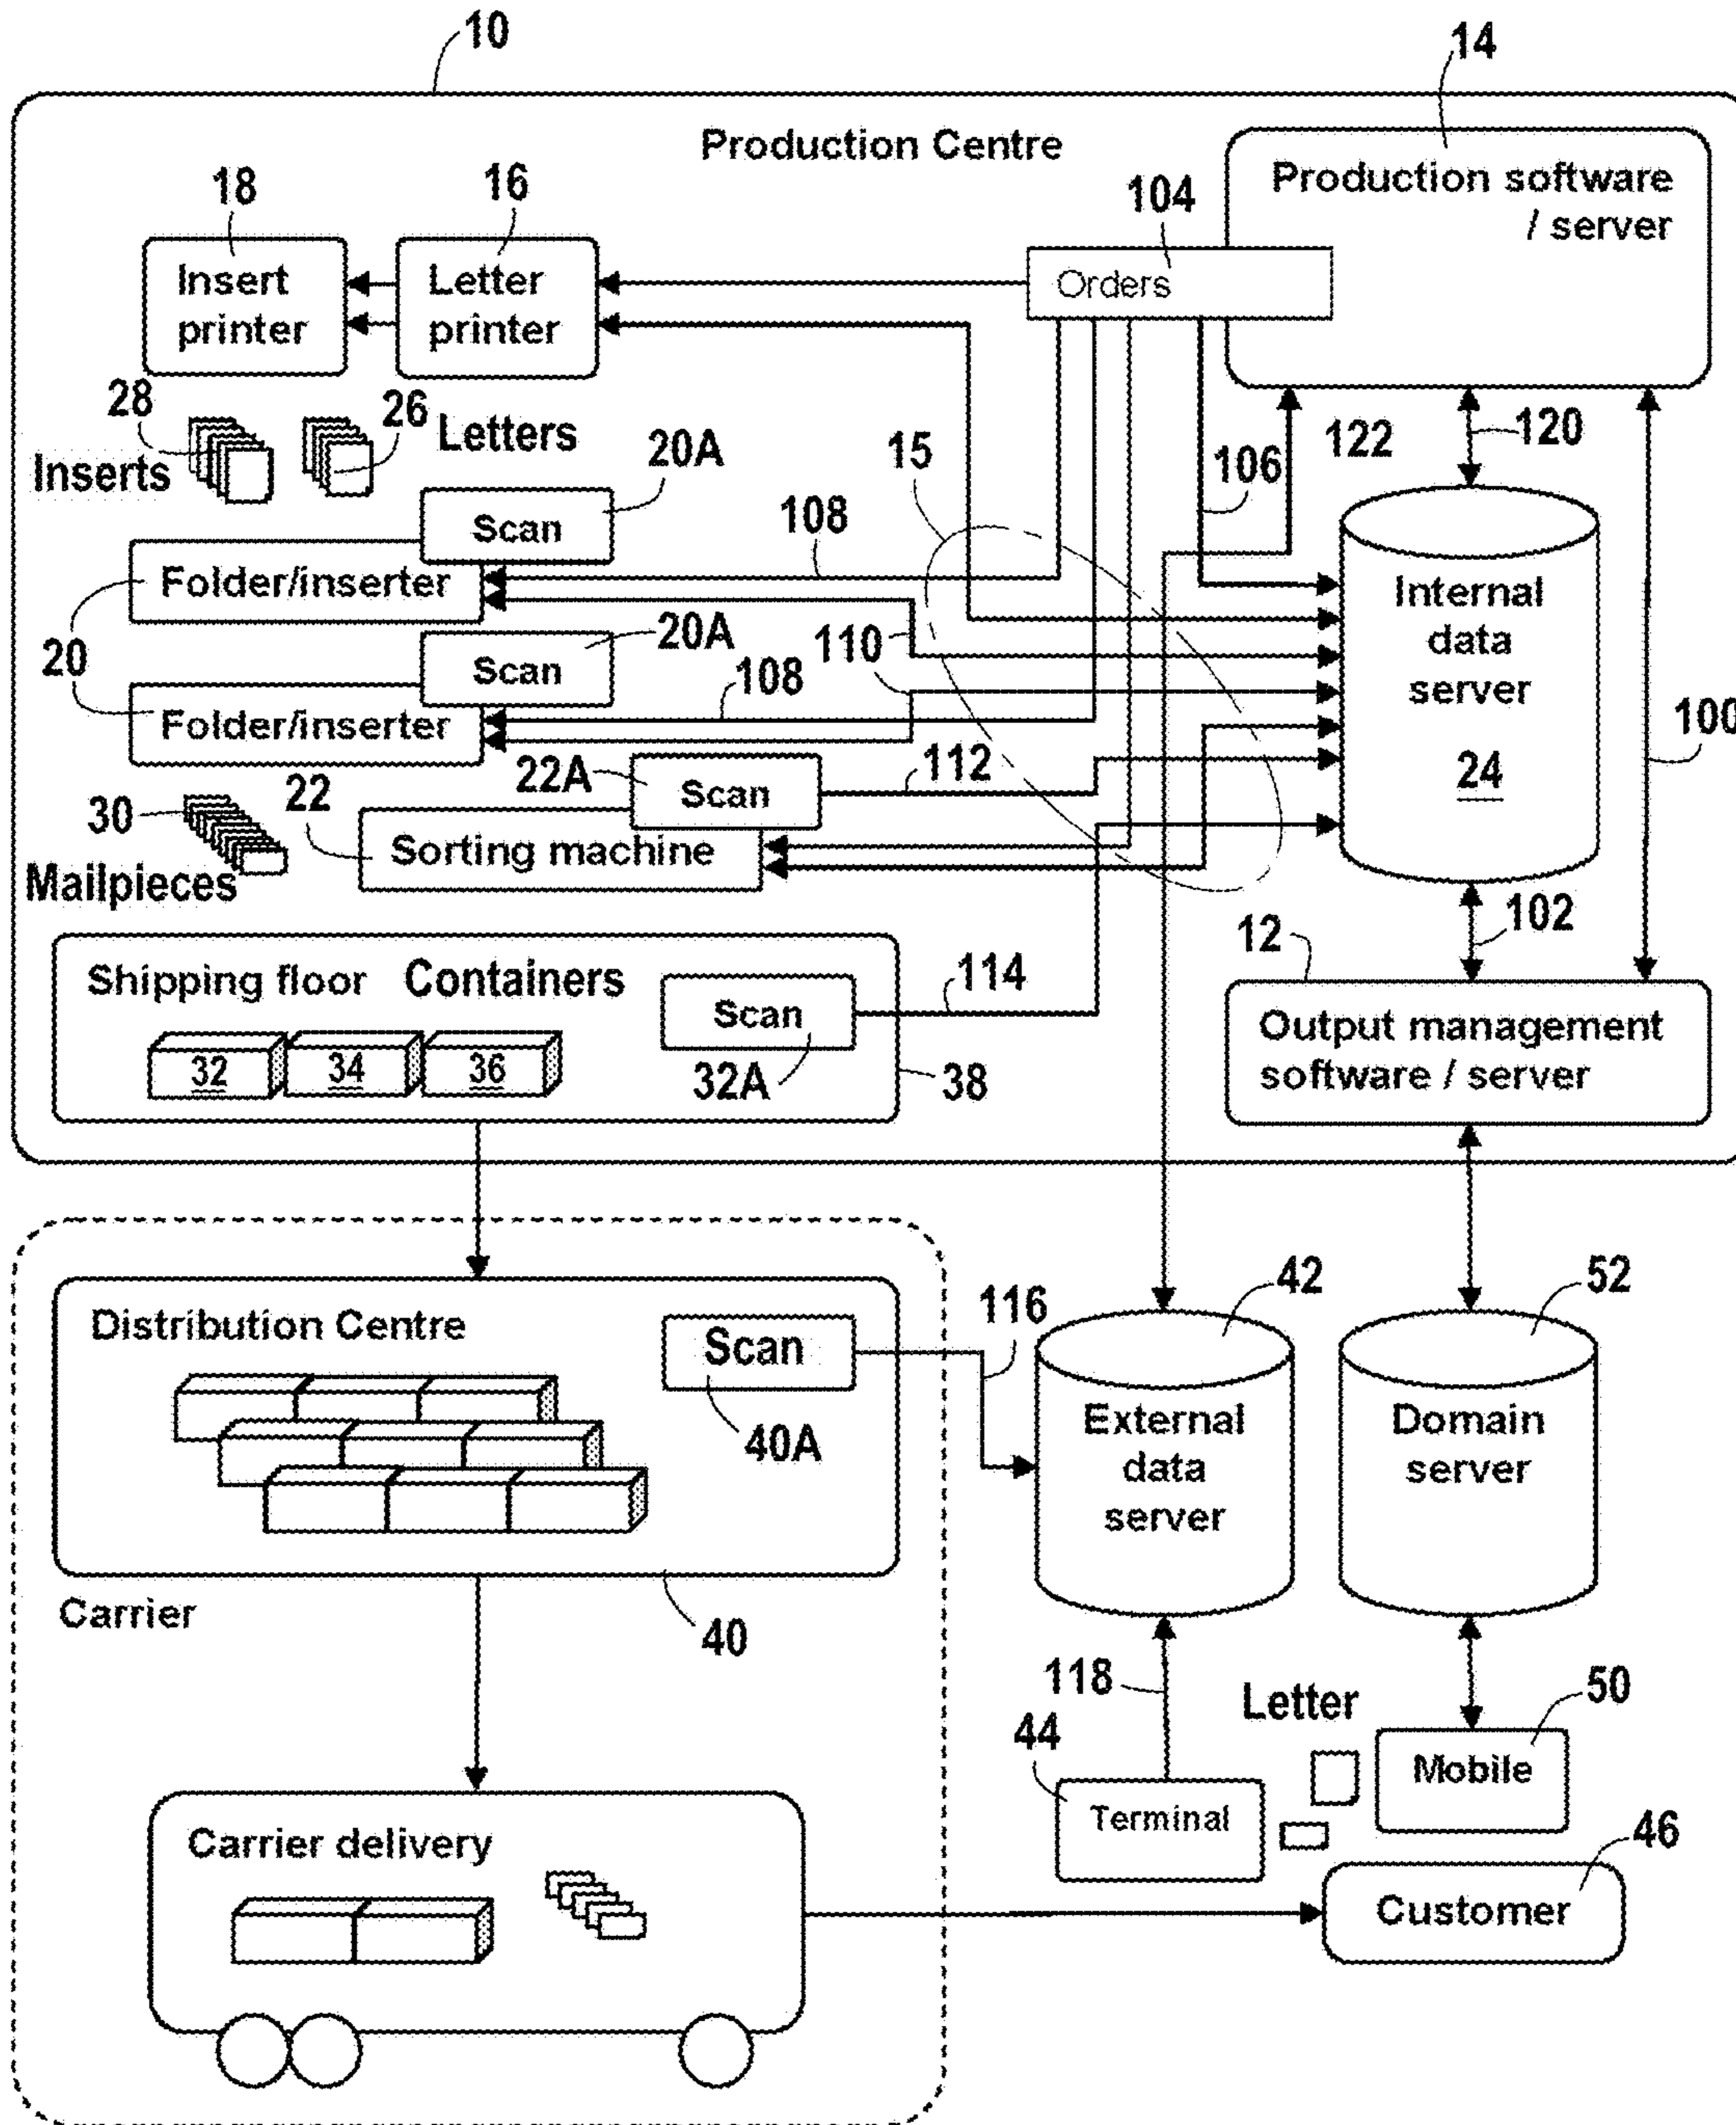 10
14
Production Centre
Production software
/ server
18
16
104
Insert
printer
Letter
printer
Orders
28
26
Letters
Inserts
20A
15
122
120
106
Scan
108
Folder/inserter
Internal
data
server
24
20
20A
110
Scan
108
Folder/inserter
100
22A
112
30
22
Scan
Sorting machine
Mailpieces
12
102
Shipping floor
Containers
114
Scan
32
34
36
32A
38
Output management
software / server
42
52
116
Distribution Centre
Scan
40A
External
data
server
Domain
server
Carrier
40
118
Letter
50
44
Mobile
Terminal
46
Carrier delivery
Customer